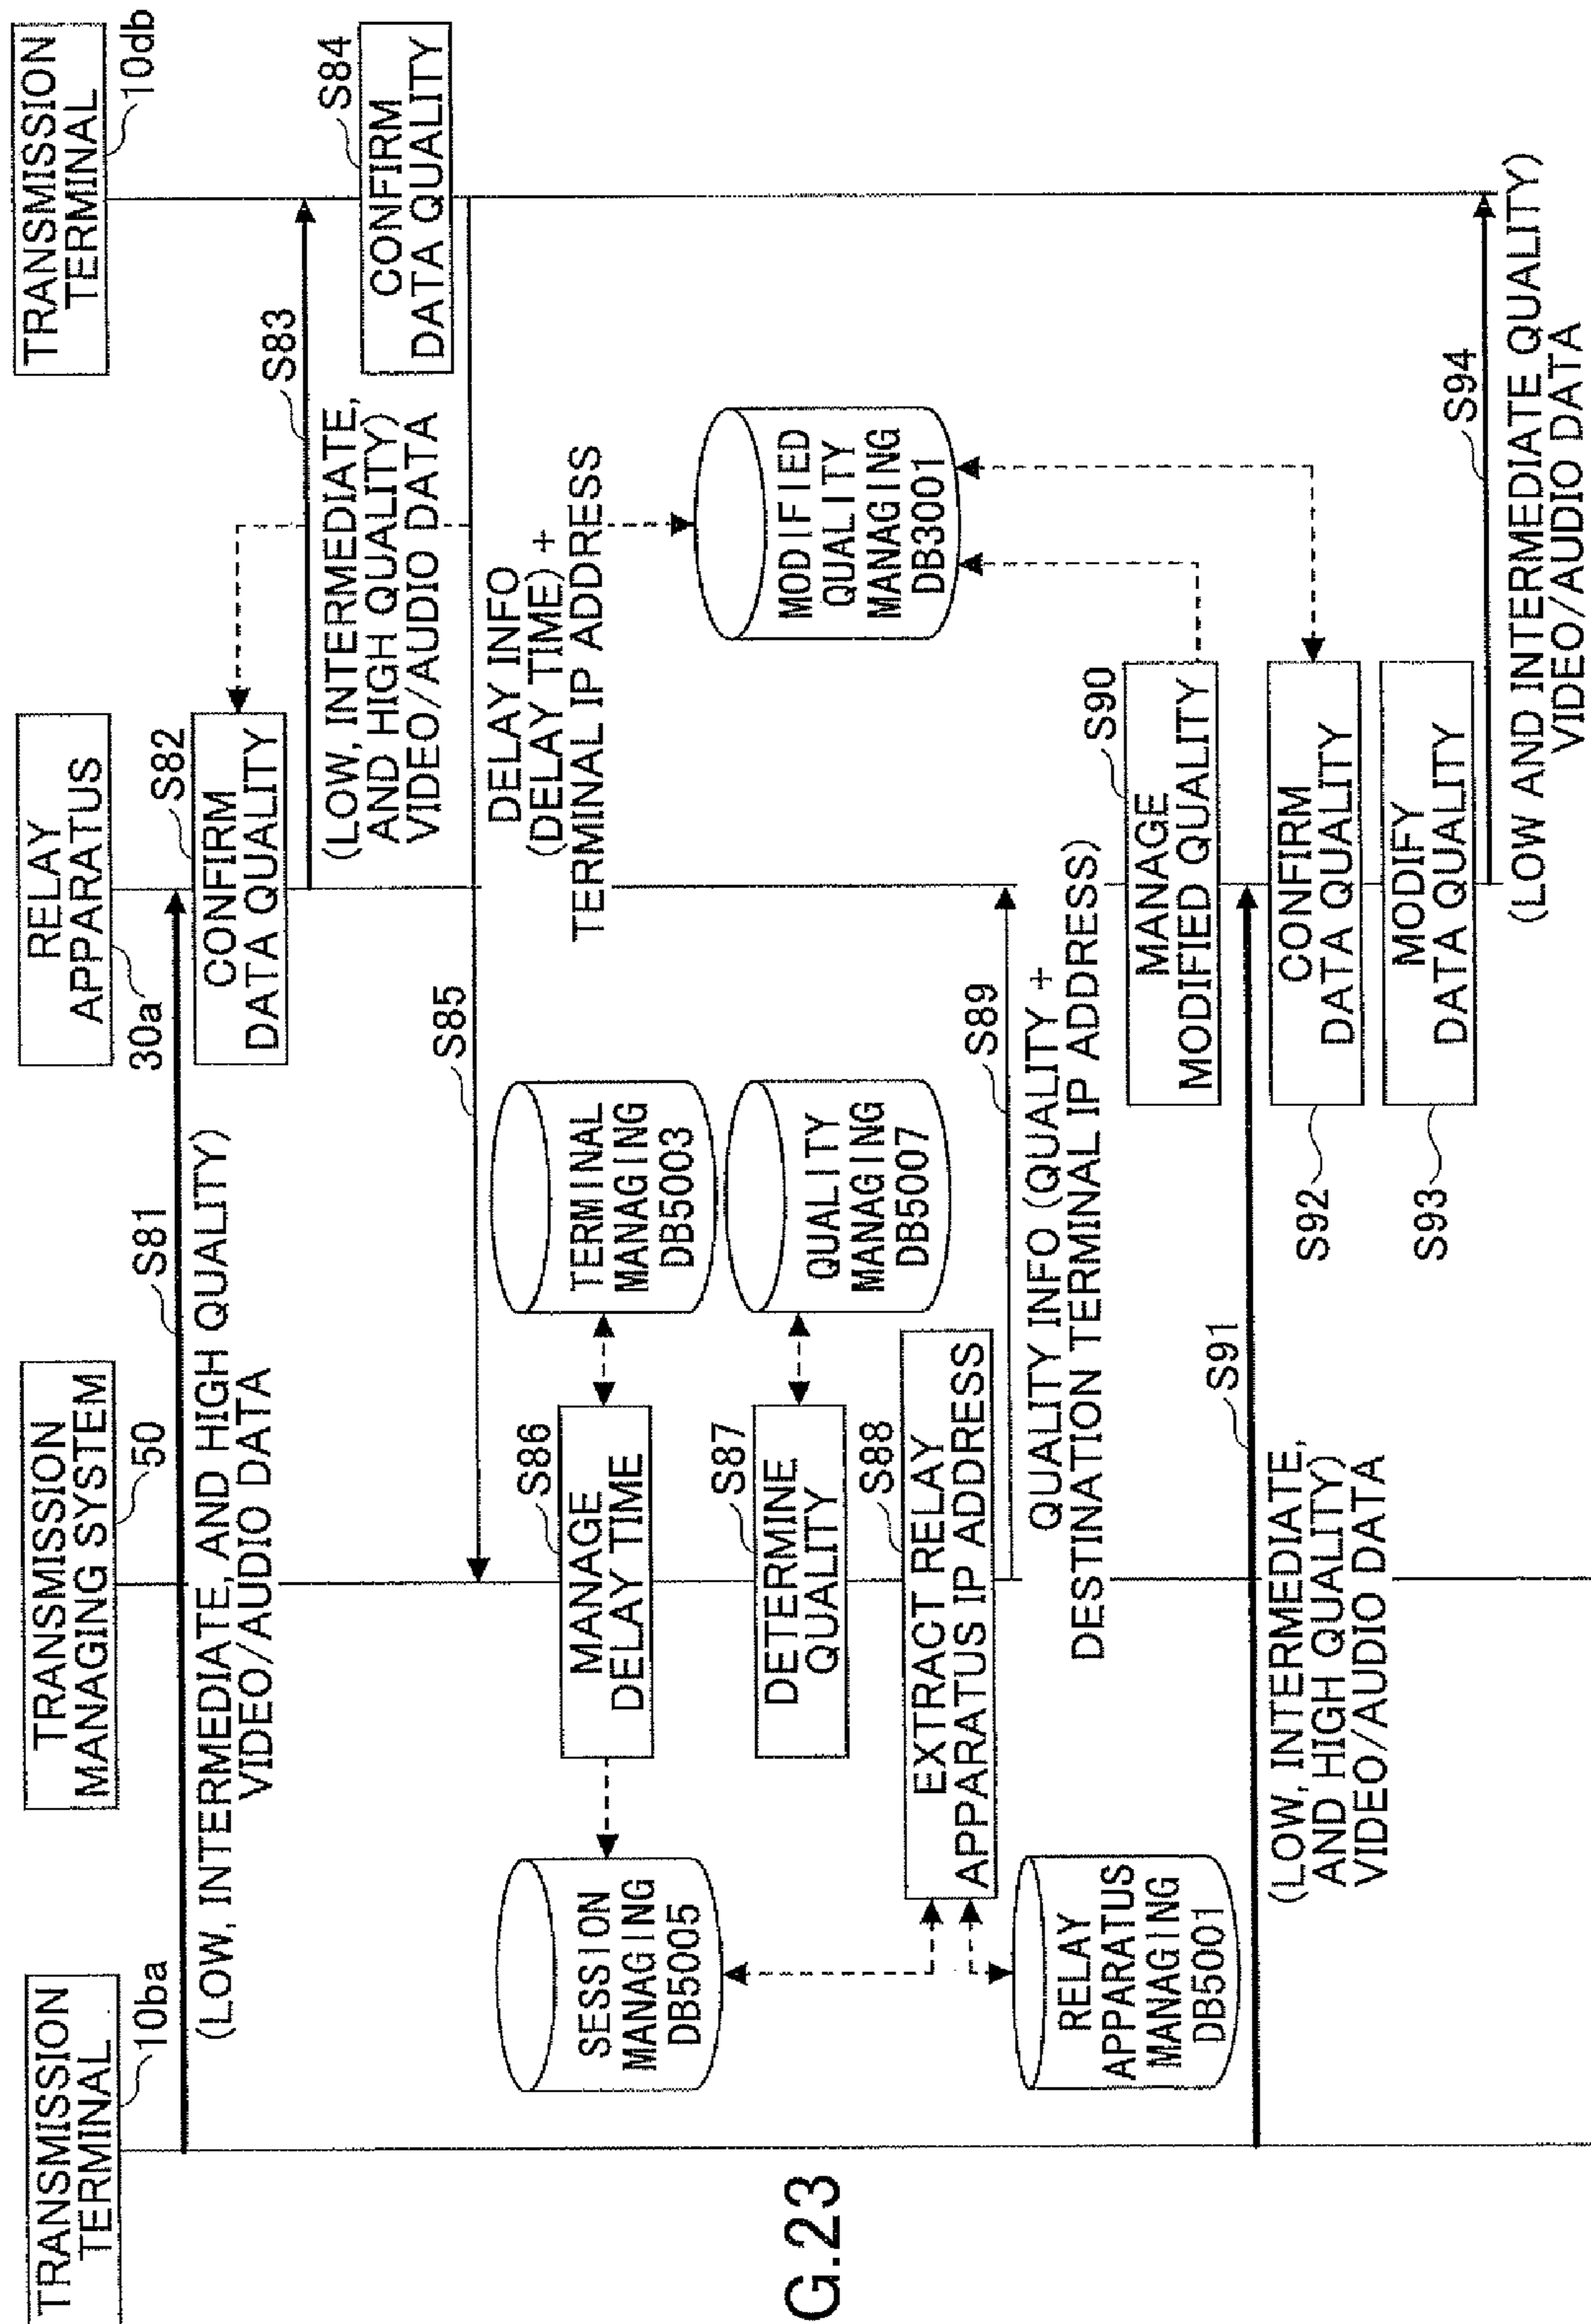 TRANSMISSION
TERMINAL
10ba
TRANSMISSION
MANAGING SYSTEM
50
RELAY
APPARATUS
30a
TRANSMISSION
TERMINAL
10db
S81
(LOW, INTERMEDIATE, AND HIGH QUALITY)
VIDEO/AUDIO DATA
S82
CONFIRM
DATA QUALITY
S83
(LOW, INTERMEDIATE,
AND HIGH QUALITY)
VIDEO/AUDIO DATA
S84
CONFIRM
DATA QUALITY
S85
DELAY INFO
(DELAY TIME) +
TERMINAL IP ADDRESS
SESSION
MANAGING
DB5005
S86
MANAGE
DELAY TIME
TERMINAL
MANAGING
DB5003
MODIFIED
QUALITY
MANAGING
DB3001
S87
DETERMINE
QUALITY
QUALITY
MANAGING
DB5007
S88
EXTRACT RELAY
APPARATUS IP ADDRESS
S89
QUALITY INFO (QUALITY +
DESTINATION TERMINAL IP ADDRESS)
RELAY
APPARATUS
MANAGING
DB5001
S90
MANAGE
MODIFIED QUALITY
S91
(LOW, INTERMEDIATE,
AND HIGH QUALITY)
VIDEO/AUDIO DATA
S92
CONFIRM
DATA QUALITY
S93
MODIFY
DATA QUALITY
S94
(LOW AND INTERMEDIATE QUALITY)
VIDEO/AUDIO DATA
G.23